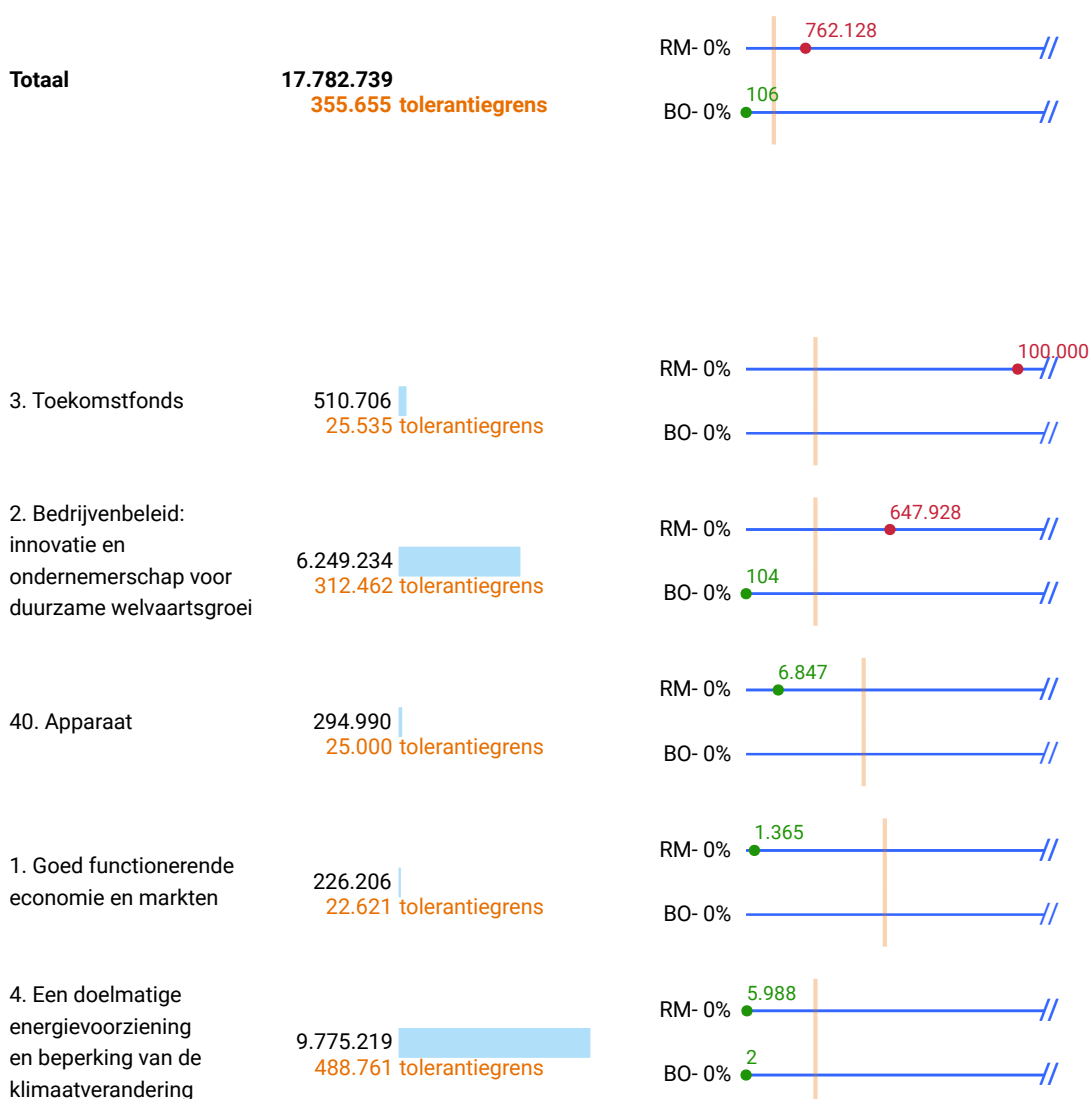 RM- 0%
762.128
Totaal
17.782.739
355.655 tolerantiegrens
106
BO- 0%
RM- 0%
100.000
3. Toekomstfonds
510.706
25.535 tolerantiegrens
BO- 0%
2. Bedrijvenbeleid:
innovatie en
ondernemerschap voor
duurzame welvaartsgroei
6.249.234
312.462 tolerantiegrens
RM- 0%
647.928
BO- 0%
104
40. Apparaat
294.990
25.000 tolerantiegrens
RM- 0%
6.847
BO- 0%
1. Goed functionerende
economie en markten
226.206
22.621 tolerantiegrens
RM- 0%
1.365
BO- 0%
4. Een doelmatige
energievoorziening
en beperking van de
klimaatverandering
9.775.219
488.761 tolerantiegrens
RM- 0%
5.988
BO- 0%
2